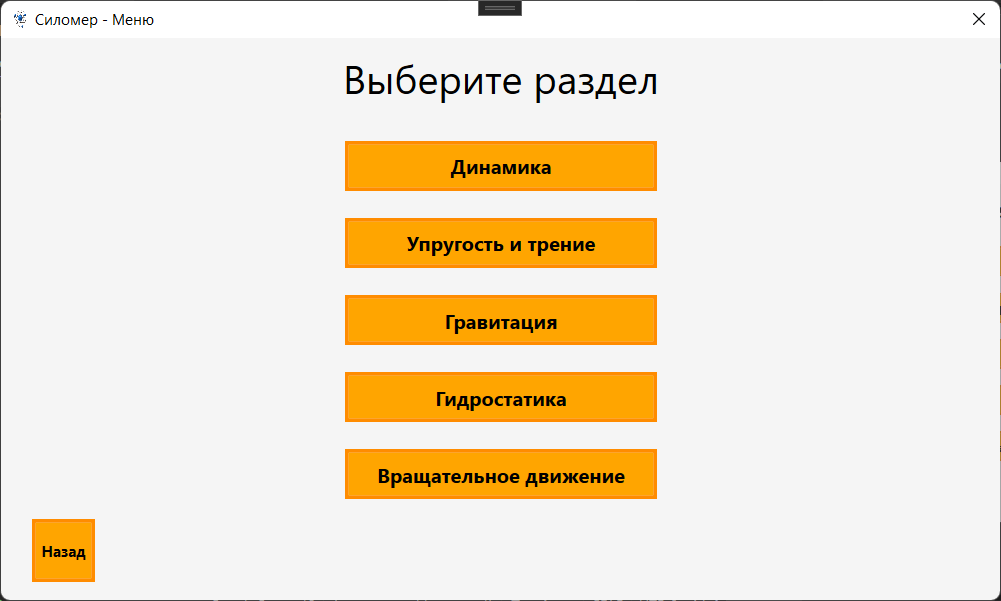 Силомер - Меню
Выберите раздел
Динамика
Упругость и трение
Гравитация
Гидростатика
Вращательное движение
Назад